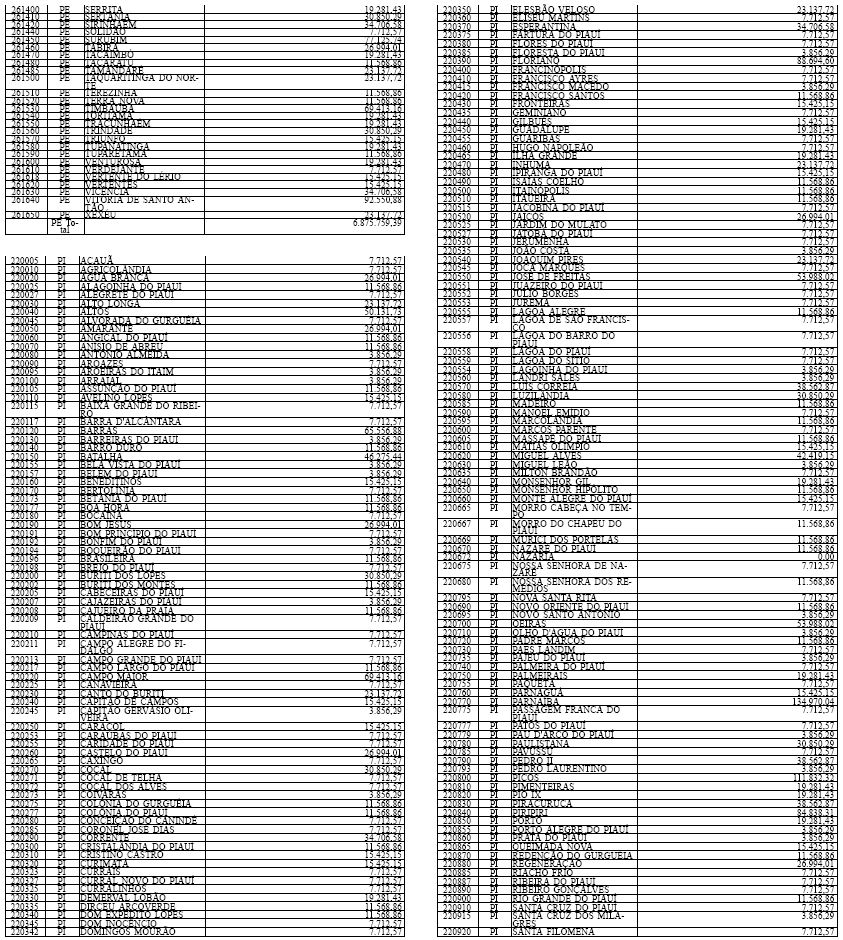 261400 PE SERRITA 19.281,43
261410 PE SERTÂNIA 30.850,29
261420 PE SIRINHAÉM 34.706,58
261440 PE SOLIDÃO 7.712,57
261450 PE SURUBIM 77.125,74
261460 PE TABIRA 26.994,01
261470 PE TACAIMBÓ 19.281,43
261480 PE TACARATU 11.568,86
261485 PE TAMANDARÉ 23.137,72
261500 PE TAQUARITINGA DO NOR- 23.137,72
TE
261510 PE TEREZINHA 11.568,86
261520 PE TERRA NOVA 11.568,86
261530 PE TIMBAÚBA 69.413,16
261540 PE TORITAMA 19.281,43
261550 PE TRACUNHAÉM 19.281,43
261560 PE TRINDADE 30.850,29
261570 PE TRIUNFO 15.425,15
261580 PE TUPANATINGA 19.281,43
261590 PE TUPARETAMA 11.568,86
261600 PE VENTUROSA 19.281,43
261610 PE VERDEJANTE 7.712,57
261618 PE VERTENTE DO LÉRIO 15.425,15
261620 PE VERTENTES 15.425,15
261630 PE VICÊNCIA 34.706,58
261640 PE VITÓRIA DE SANTO AN- 92.550,88
TÃO
261650 PE XEXÉU 23.137,72
PE To- 6.875.759,39
tal
220005 PI ACAUÃ 7.712,57
220010 PI AGRICOLÂNDIA 7.712,57
220020 PI ÁGUA BRANCA 26.994,01
220025 PI ALAGOINHA DO PIAUÍ 11.568,86
220027 PI ALEGRETE DO PIAUÍ 7.712,57
220030 PI ALTO LONGÁ 23.137,72
220040 PI ALTOS 50.131,73
220045 PI ALVORADA DO GURGUÉIA 7.712,57
220050 PI AMARANTE 26.994,01
220060 PI ANGICAL DO PIAUÍ 11.568,86
220070 PI ANÍSIO DE ABREU 11.568,86
220080 PI ANTÔNIO ALMEIDA 3.856,29
220090 PI AROAZES 7.712,57
220095 PI AROEIRAS DO ITAIM 3.856,29
220100 PI ARRAIAL 3.856,29
220105 PI ASSUNÇÃO DO PIAUÍ 11.568,86
220110 PI AVELINO LOPES 15.425,15
220115 PI BAIXA GRANDE DO RIBEI- 7.712,57
RO
220117 PI BARRA D'ALCÂNTARA 7.712,57
220120 PI BARRAS 65.556,88
220130 PI BARREIRAS DO PIAUÍ 3.856,29
220140 PI BARRO DURO 11.568,86
220150 PI BATALHA 46.275,44
220155 PI BELA VISTA DO PIAUÍ 3.856,29
220157 PI BELÉM DO PIAUÍ 3.856,29
220160 PI BENEDITINOS 15.425,15
220170 PI BERTOLÍNIA 7.712,57
220173 PI BETÂNIA DO PIAUÍ 11.568,86
220177 PI BOA HORA 11.568,86
220180 PI BOCAINA 7.712,57
220190 PI BOM JESUS 26.994,01
220191 PI BOM PRINCÍPIO DO PIAUÍ 7.712,57
220192 PI BONFIM DO PIAUÍ 3.856,29
220194 PI BOQUEIRÃO DO PIAUÍ 7.712,57
220196 PI BRASILEIRA 11.568,86
220198 PI BREJO DO PIAUÍ 7.712,57
220200 PI BURITI DOS LOPES 30.850,29
220202 PI BURITI DOS MONTES 11.568,86
220205 PI CABECEIRAS DO PIAUÍ 15.425,15
220207 PI CAJAZEIRAS DO PIAUÍ 3.856,29
220208 PI CAJUEIRO DA PRAIA 11.568,86
220209 PI CALDEIRÃO GRANDE DO 7.712,57
PIAUÍ
220210 PI CAMPINAS DO PIAUÍ 7.712,57
220211 PI CAMPO ALEGRE DO FI- 7.712,57
DALGO
220213 PI CAMPO GRANDE DO PIAUÍ 7.712,57
220217 PI CAMPO LARGO DO PIAUÍ 11.568,86
220220 PI CAMPO MAIOR 69.413,16
220225 PI CANAVIEIRA 7.712,57
220230 PI CANTO DO BURITI 23.137,72
220240 PI CAPITÃO DE CAMPOS 15.425,15
220245 PI CAPITÃO GERVÁSIO OLI- 3.856,29
VEIRA
220250 PI CARACOL 15.425,15
220253 PI CARAÚBAS DO PIAUÍ 7.712,57
220255 PI CARIDADE DO PIAUÍ 7.712,57
220260 PI CASTELO DO PIAUÍ 26.994,01
220265 PI CAXINGÓ 7.712,57
220270 PI COCAL 30.850,29
220271 PI COCAL DE TELHA 7.712,57
220272 PI COCAL DOS ALVES 7.712,57
220273 PI COIVARAS 3.856,29
220275 PI COLÔNIA DO GURGUÉIA 11.568,86
220277 PI COLÔNIA DO PIAUÍ 11.568,86
220280 PI CONCEIÇÃO DO CANINDÉ 7.712,57
220285 PI CORONEL JOSÉ DIAS 7.712,57
220290 PI CORRENTE 34.706,58
220300 PI CRISTALÂNDIA DO PIAUÍ 11.568,86
220310 PI CRISTINO CASTRO 15.425,15
220320 PI CURIMATÁ 15.425,15
220323 PI CURRAIS 7.712,57
220327 PI CURRAL NOVO DO PIAUÍ 7.712,57
220325 PI CURRALINHOS 7.712,57
220330 PI DEMERVAL LOBÃO 19.281,43
220335 PI DIRCEU ARCOVERDE 11.568,86
220340 PI DOM EXPEDITO LOPES 11.568,86
220345 PI DOM INOCÊNCIO 7.712,57
220342 PI DOMINGOS MOURÃO 7.712,57
220350 PI ELESBÃO VELOSO 23.137,72
220360 PI ELISEU MARTINS 7.712,57
220370 PI ESPERANTINA 34.706,58
220375 PI FARTURA DO PIAUÍ 7.712,57
220380 PI FLORES DO PIAUÍ 7.712,57
220385 PI FLORESTA DO PIAUÍ 3.856,29
220390 PI FLORIANO 88.694,60
220400 PI FRANCINÓPOLIS 7.712,57
220410 PI FRANCISCO AYRES 7.712,57
220415 PI FRANCISCO MACEDO 3.856,29
220420 PI FRANCISCO SANTOS 11.568,86
220430 PI FRONTEIRAS 15.425,15
220435 PI GEMINIANO 7.712,57
220440 PI GILBUÉS 15.425,15
220450 PI GUADALUPE 19.281,43
220455 PI GUARIBAS 7.712,57
220460 PI HUGO NAPOLEÃO 7.712,57
220465 PI ILHA GRANDE 19.281,43
220470 PI INHUMA 23.137,72
220480 PI IPIRANGA DO PIAUÍ 15.425,15
220490 PI ISAÍAS COELHO 11.568,86
220500 PI ITAINÓPOLIS 11.568,86
220510 PI ITAUEIRA 11.568,86
220515 PI JACOBINA DO PIAUÍ 7.712,57
220520 PI JAICÓS 26.994,01
220525 PI JARDIM DO MULATO 7.712,57
220527 PI JATOBÁ DO PIAUÍ 7.712,57
220530 PI JERUMENHA 7.712,57
220535 PI JOÃO COSTA 3.856,29
220540 PI JOAQUIM PIRES 23.137,72
220545 PI JOCA MARQUES 7.712,57
220550 PI JOSÉ DE FREITAS 53.988,02
220551 PI JUAZEIRO DO PIAUÍ 7.712,57
220552 PI JÚLIO BORGES 7.712,57
220553 PI JUREMA 7.712,57
220555 PI LAGOA ALEGRE 11.568,86
220557 PI LAGOA DE SÃO FRANCIS- 7.712,57
CO
220556 PI LAGOA DO BARRO DO 7.712,57
PIAUÍ
220558 PI LAGOA DO PIAUÍ 7.712,57
220559 PI LAGOA DO SÍTIO 7.712,57
220554 PI LAGOINHA DO PIAUÍ 3.856,29
220560 PI LANDRI SALES 3.856,29
220570 PI LUÍS CORREIA 38.562,87
220580 PI LUZILÂNDIA 30.850,29
220585 PI MADEIRO 11.568,86
220590 PI MANOEL EMÍDIO 7.712,57
220595 PI MARCOLÂNDIA 11.568,86
220600 PI MARCOS PARENTE 7.712,57
220605 PI MASSAPÊ DO PIAUÍ 11.568,86
220610 PI MATIAS OLÍMPIO 15.425,15
220620 PI MIGUEL ALVES 42.419,15
220630 PI MIGUEL LEÃO 3.856,29
220635 PI MILTON BRANDÃO 7.712,57
220640 PI MONSENHOR GIL 19.281,43
220650 PI MONSENHOR HIPÓLITO 11.568,86
220660 PI MONTE ALEGRE DO PIAUÍ 15.425,15
220665 PI MORRO CABEÇA NO TEM- 7.712,57
PO
220667 PI MORRO DO CHAPÉU DO 11.568,86
PIAUÍ
220669 PI MURICI DOS PORTELAS 11.568,86
220670 PI NAZARÉ DO PIAUÍ 11.568,86
220672 PI NAZÁRIA 0,00
220675 PI NOSSA SENHORA DE NA- 7.712,57
ZARÉ
220680 PI NOSSA SENHORA DOS RE- 11.568,86
MÉDIOS
220795 PI NOVA SANTA RITA 7.712,57
220690 PI NOVO ORIENTE DO PIAUÍ 11.568,86
220695 PI NOVO SANTO ANTÔNIO 3.856,29
220700 PI OEIRAS 53.988,02
220710 PI OLHO D'ÁGUA DO PIAUÍ 3.856,29
220720 PI PADRE MARCOS 11.568,86
220730 PI PAES LANDIM 7.712,57
220735 PI PAJEÚ DO PIAUÍ 3.856,29
220740 PI PALMEIRA DO PIAUÍ 7.712,57
220750 PI PALMEIRAIS 19.281,43
220755 PI PAQUETÁ 7.712,57
220760 PI PARNAGUÁ 15.425,15
220770 PI PARNAÍBA 134.970,04
220775 PI PASSAGEM FRANCA DO 7.712,57
PIAUÍ
220777 PI PATOS DO PIAUÍ 7.712,57
220779 PI PAU D'ARCO DO PIAUÍ 3.856,29
220780 PI PAULISTANA 30.850,29
220785 PI PAVUSSU 7.712,57
220790 PI PEDRO II 38.562,87
220793 PI PEDRO LAURENTINO 3.856,29
220800 PI PICOS 111.832,32
220810 PI PIMENTEIRAS 19.281,43
220820 PI PIO IX 19.281,43
220830 PI PIRACURUCA 38.562,87
220840 PI PIRIPIRI 84.838,31
220850 PI PORTO 19.281,43
220855 PI PORTO ALEGRE DO PIAUÍ 3.856,29
220860 PI PRATA DO PIAUÍ 3.856,29
220865 PI QUEIMADA NOVA 15.425,15
220870 PI REDENÇÃO DO GURGUÉIA 11.568,86
220880 PI REGENERAÇÃO 26.994,01
220885 PI RIACHO FRIO 7.712,57
220887 PI RIBEIRA DO PIAUÍ 7.712,57
220890 PI RIBEIRO GONÇALVES 7.712,57
220900 PI RIO GRANDE DO PIAUÍ 11.568,86
220910 PI SANTA CRUZ DO PIAUÍ 7.712,57
220915 PI SANTA CRUZ DOS MILA- 3.856,29
GRES
220920 PI SANTA FILOMENA 7.712,57